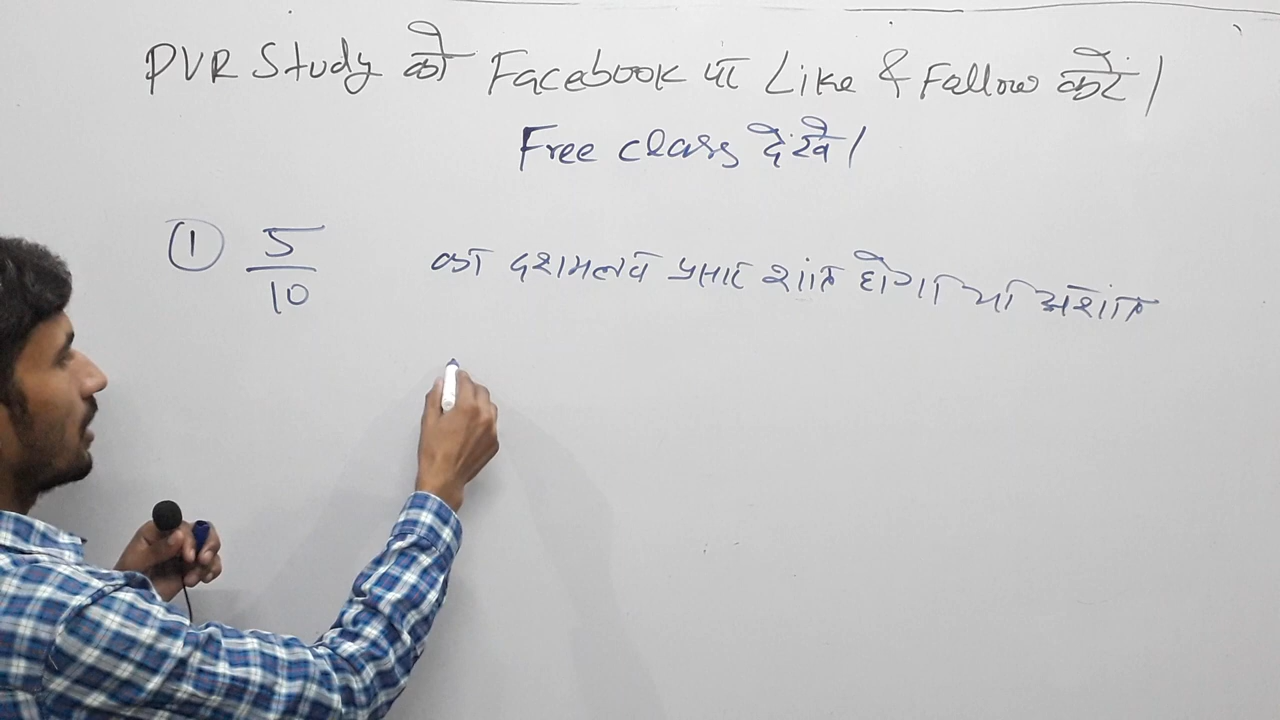 PVR Study को Facebook पर Like & Follow करें।
Free class देखें।
① 5/10 का दशमलव प्रसार शांत होगा या अशांत